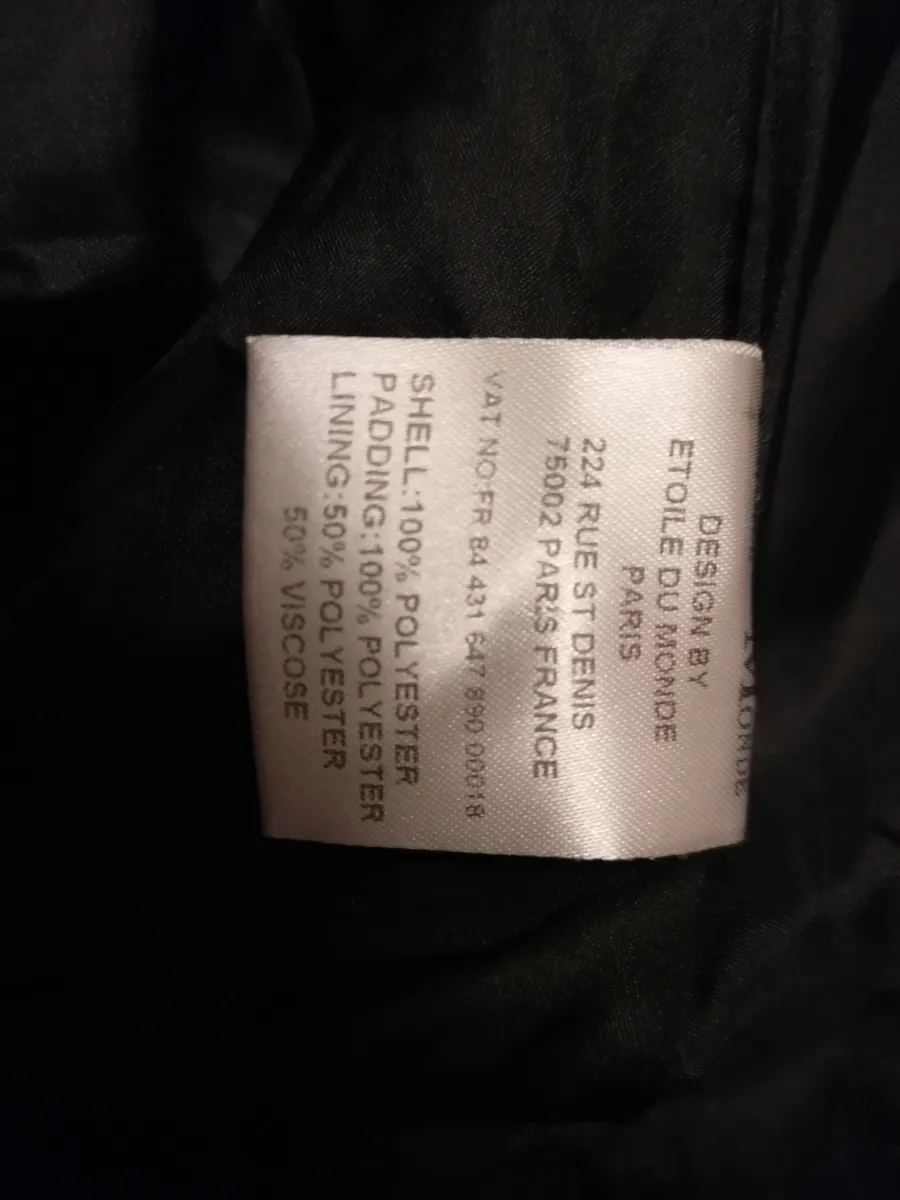 DESIGN BY
ETOILE DU MONDE
PARIS
224 RUE ST DENIS
75002 PARIS FRANCE
VAT NO:FR 84 431 647 890 00018
SHELL:100% POLYESTER
PADDING:100% POLYESTER
LINING:50% POLYESTER
50% VISCOSE